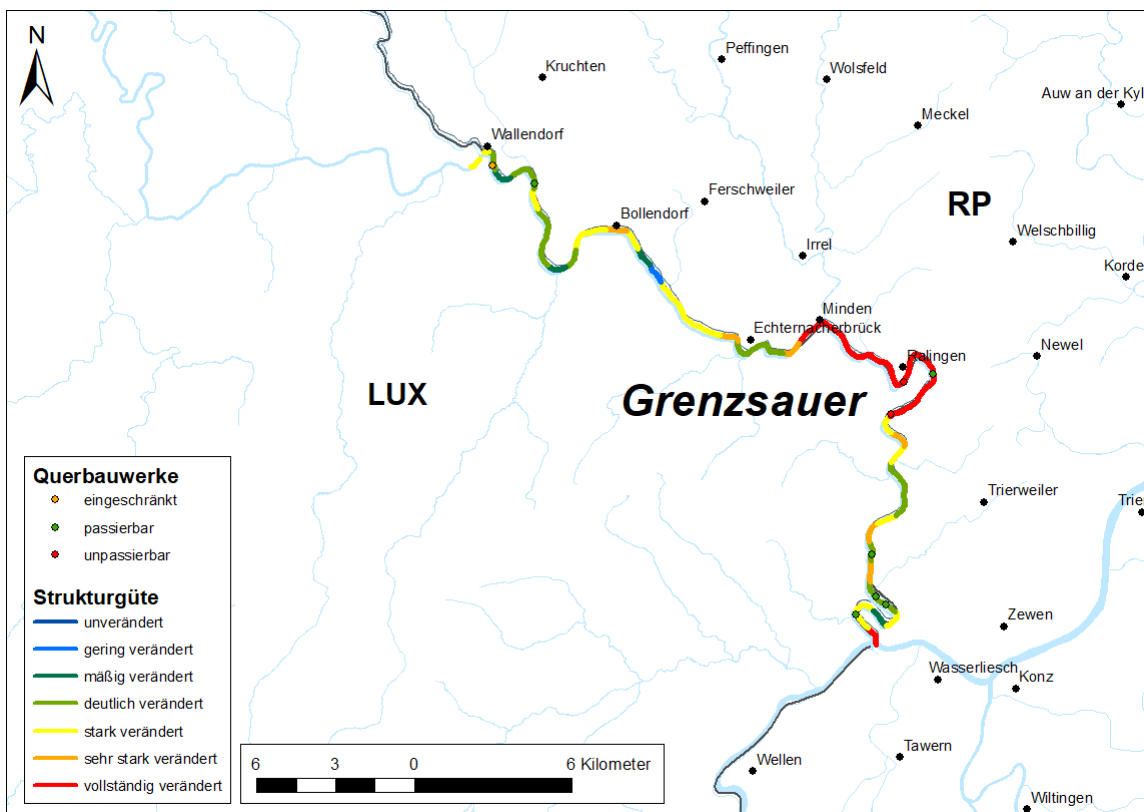 N
Peffingen
Kruchten
Wolsfeld
Auw an der Kyl
Meckel
Wallendorf
Ferschweiler
RP
Bollendorf
Welschbillig
Irrel
Korde
Minden
Echternacherbrück
Newel
Ralingen
LUX
Grenzsauer
Querbauwerke
eingeschränkt
passierbar
unpassierbar
Trierweiler
Trie
Strukturgüte
unverändert
gering verändert
mäßig verändert
deutlich verändert
stark verändert
sehr stark verändert
vollständig verändert
Zewen
Wasserliesch
Konz
6 3 0 6 Kilometer
Wellen
Tawern
Wiltingen